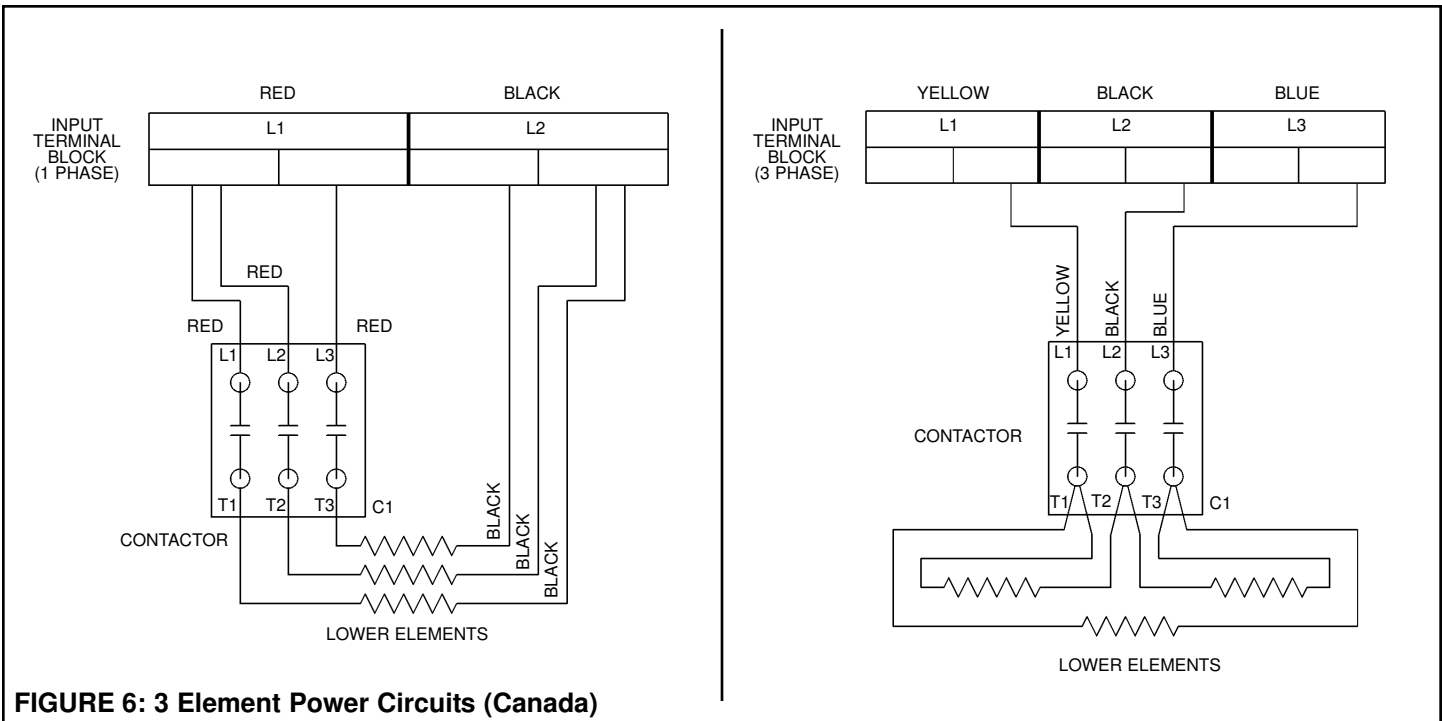 RED
BLACK
INPUT
TERMINAL
BLOCK
(1 PHASE)
L1
L2
RED
RED
RED
L1
L2
L3
T1
T2
T3
C1
CONTACTOR
BLACK
BLACK
BLACK
LOWER ELEMENTS
YELLOW
BLACK
BLUE
INPUT
TERMINAL
BLOCK
(3 PHASE)
L1
L2
L3
YELLOW
BLACK
BLUE
L1
L2
L3
CONTACTOR
T1
T2
T3
C1
LOWER ELEMENTS
FIGURE 6: 3 Element Power Circuits (Canada)